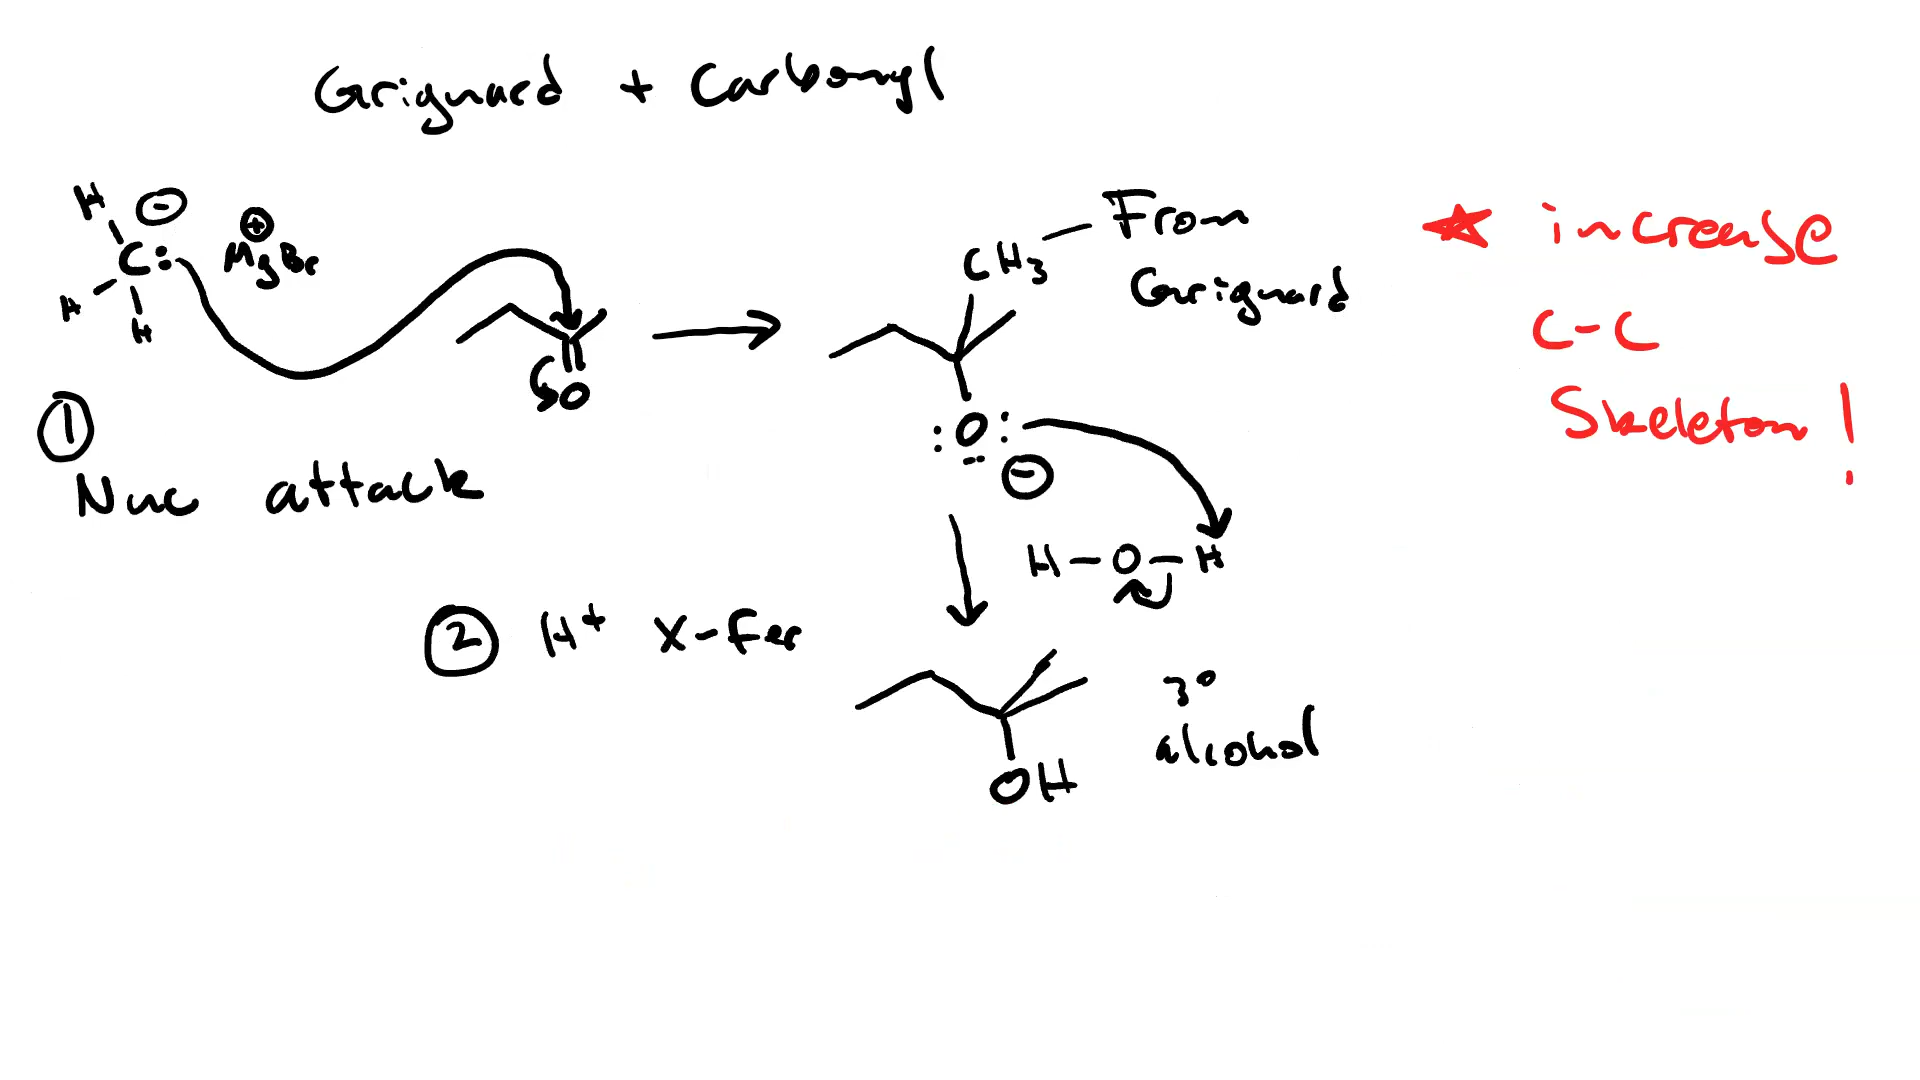 Grignard + Carbonyl
H ⊖
C: ⊕
MgBr
H
H
O
CH3 - From
Grignard
* increase
C-C
Skeleton!
①
Nuc attack
:O:
⊖
H-O-H
② H+ X-fer
3°
alcohol
OH